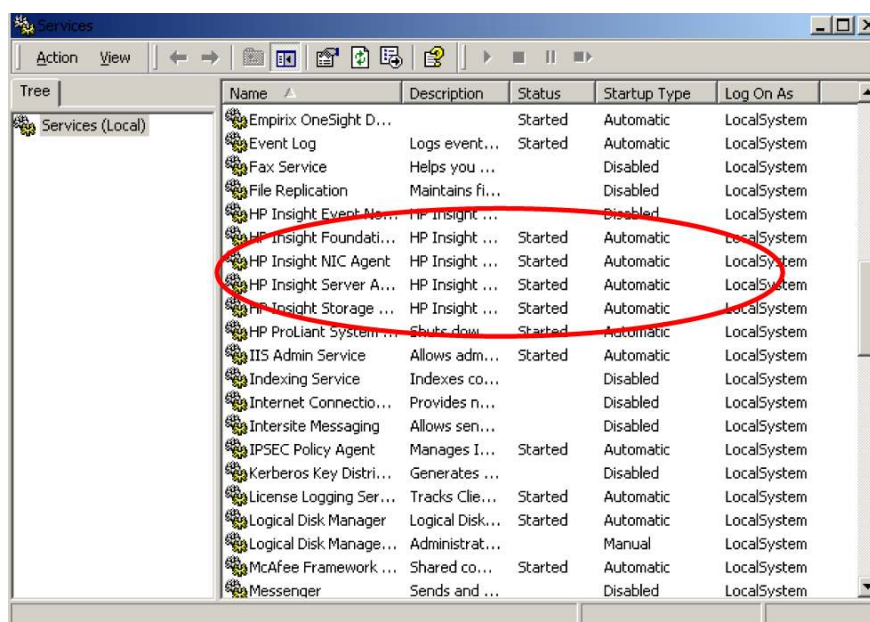 Services
Action View
Tree
Services (Local)
Name Description Status Startup Type Log On As
Empirix OneSight D... Started Automatic LocalSystem
Event Log Logs event... Started Automatic LocalSystem
Fax Service Helps you ... Disabled LocalSystem
File Replication Maintains fi... Disabled LocalSystem
HP Insight Event No... HP Insight ... Disabled LocalSystem
HP Insight Foundati... HP Insight ... Started Automatic LocalSystem
HP Insight NIC Agent HP Insight ... Started Automatic LocalSystem
HP Insight Server A... HP Insight ... Started Automatic LocalSystem
HP Insight Storage ... HP Insight ... Started Automatic LocalSystem
HP ProLiant System ... Shuts dow... Started Automatic LocalSystem
IIS Admin Service Allows adm... Started Automatic LocalSystem
Indexing Service Indexes co... Disabled LocalSystem
Internet Connectio... Provides n... Disabled LocalSystem
Intersite Messaging Allows sen... Disabled LocalSystem
IPSEC Policy Agent Manages I... Started Automatic LocalSystem
Kerberos Key Distri... Generates ... Disabled LocalSystem
License Logging Ser... Tracks Clie... Started Automatic LocalSystem
Logical Disk Manager Logical Disk... Started Automatic LocalSystem
Logical Disk Manage... Administrat... Manual LocalSystem
McAfee Framework ... Shared co... Started Automatic LocalSystem
Messenger Sends and ... Disabled LocalSystem